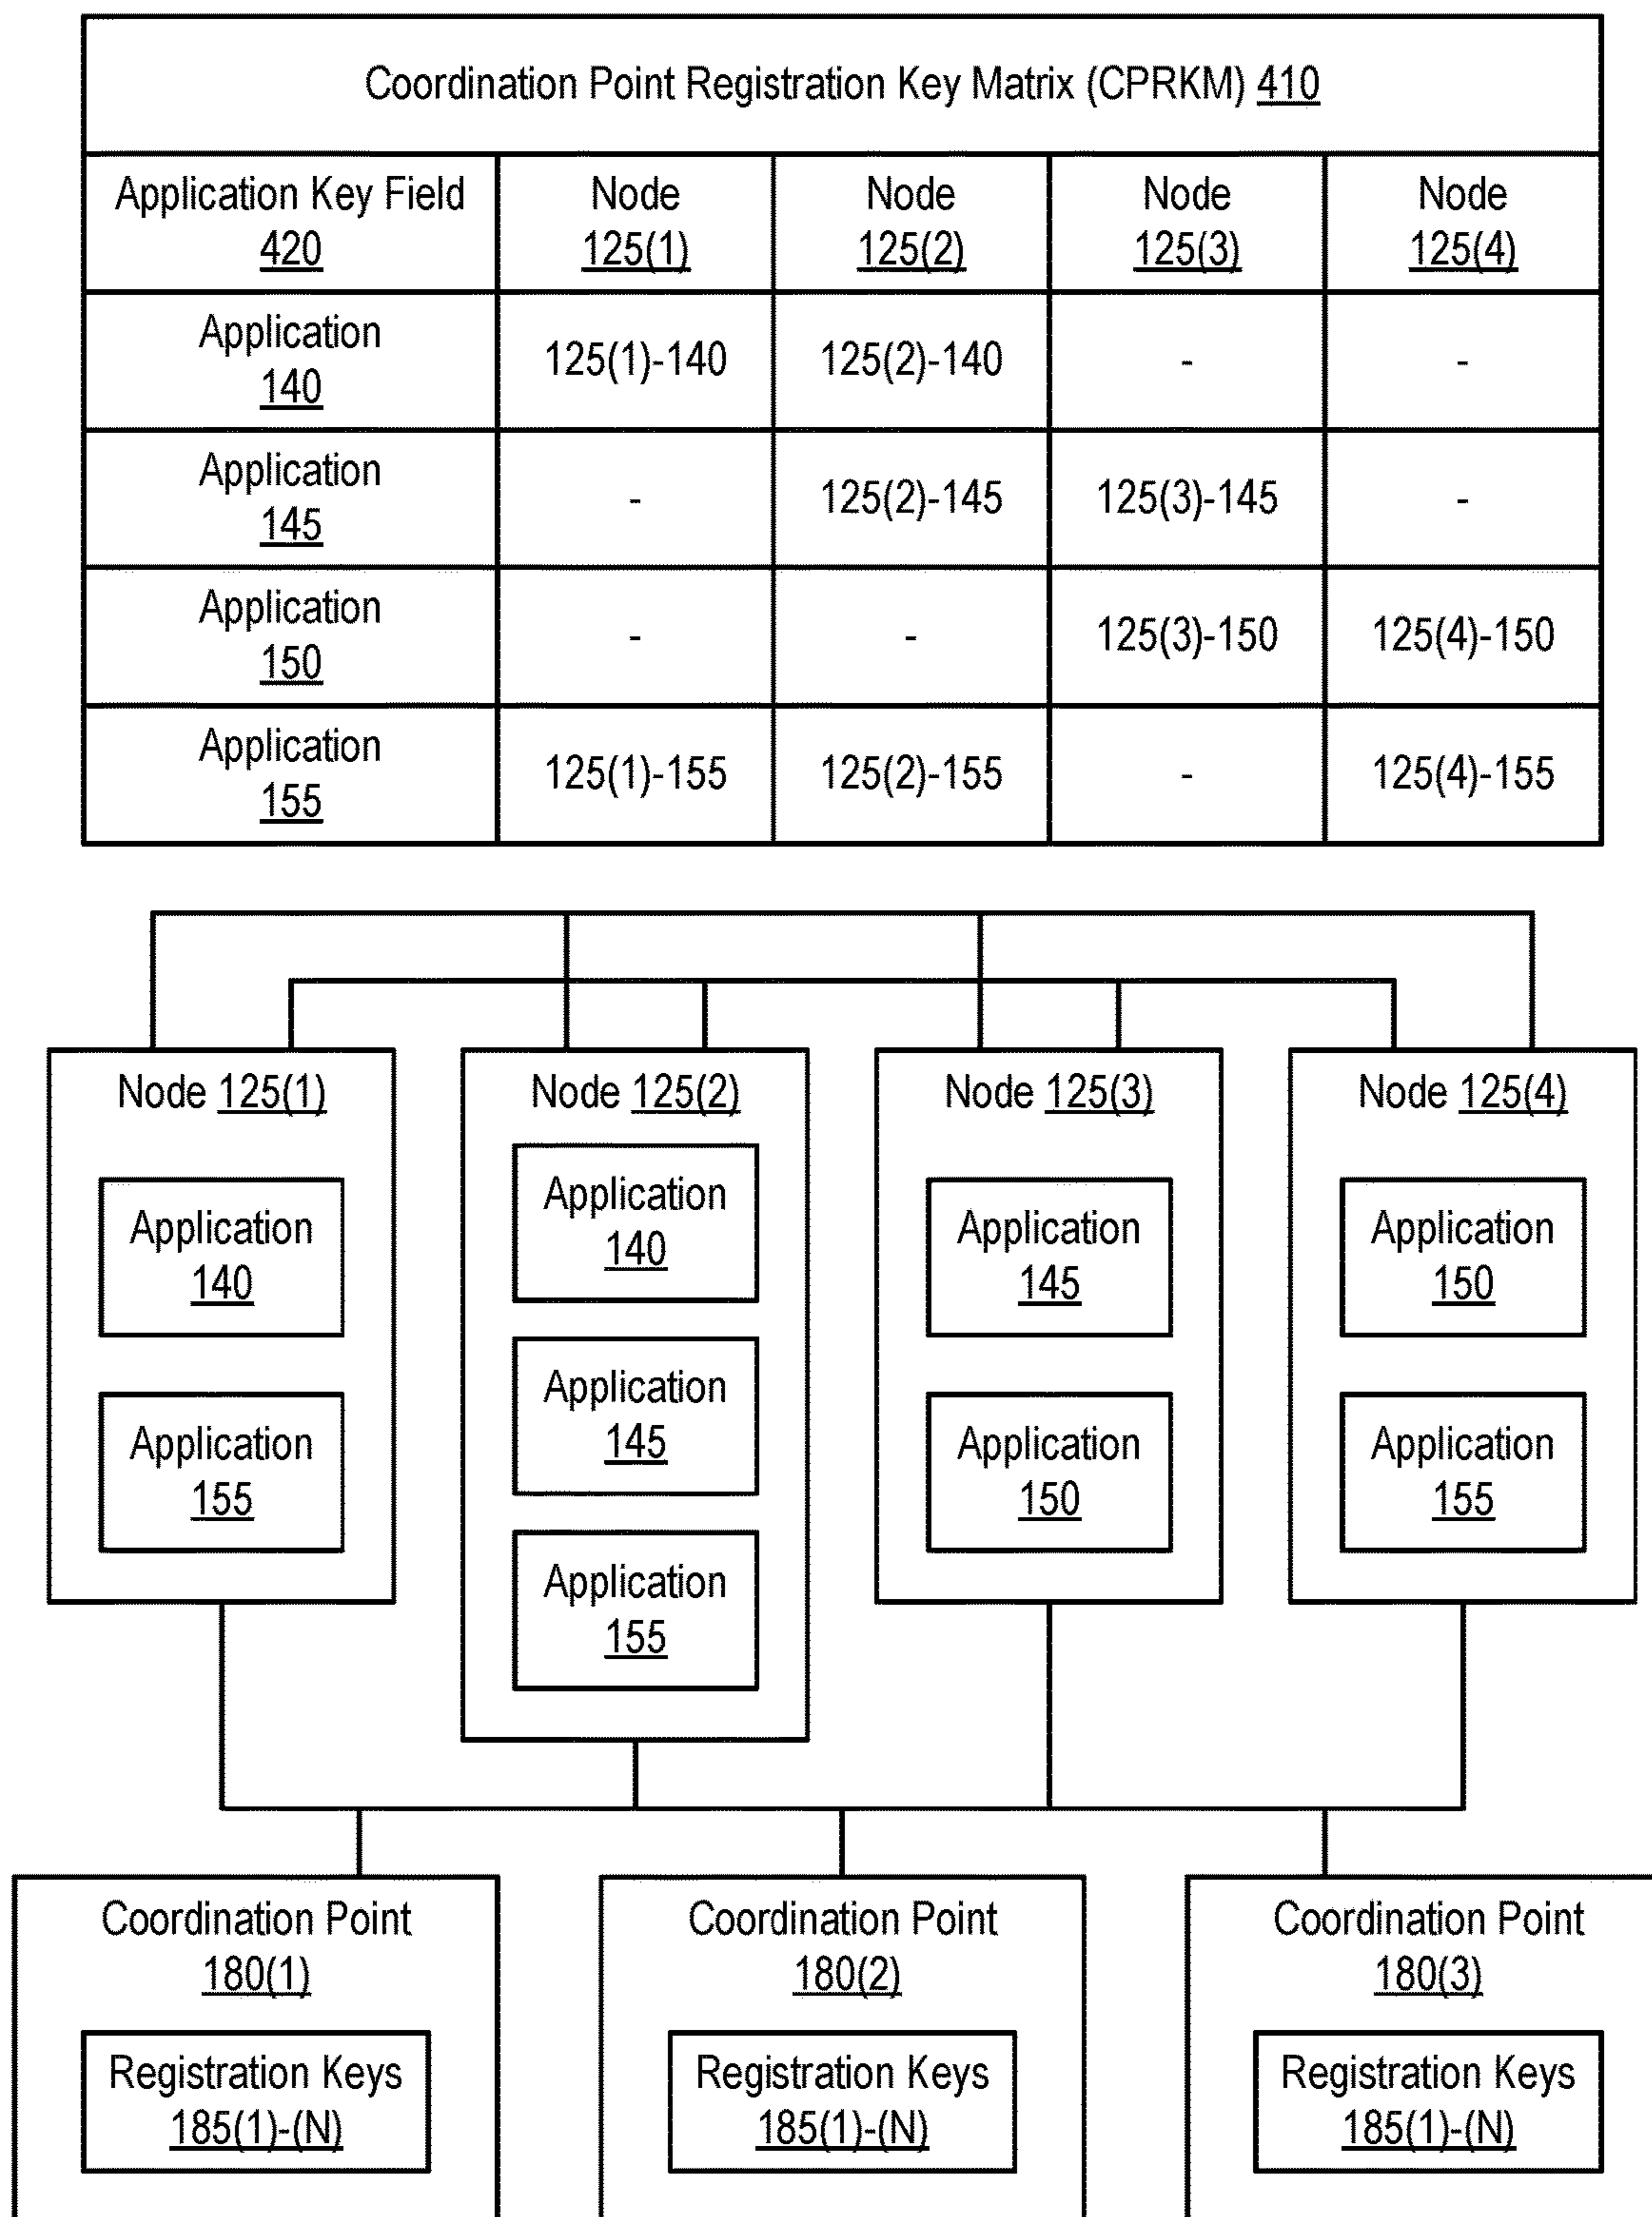 Coordination Point Registration Key Matrix (CPRKM) 410
Application Key Field
420
Node
125(1)
Node
125(2)
Node
125(3)
Node
125(4)
Application
140
125(1)-140
125(2)-140
-
-
Application
145
-
125(2)-145
125(3)-145
-
Application
150
-
-
125(3)-150
125(4)-150
Application
155
125(1)-155
125(2)-155
-
125(4)-155
Node 125(1)
Application
140
Application
155
Node 125(2)
Application
140
Application
145
Application
155
Node 125(3)
Application
145
Application
150
Node 125(4)
Application
150
Application
155
Coordination Point
180(1)
Registration Keys
185(1)-(N)
Coordination Point
180(2)
Registration Keys
185(1)-(N)
Coordination Point
180(3)
Registration Keys
185(1)-(N)